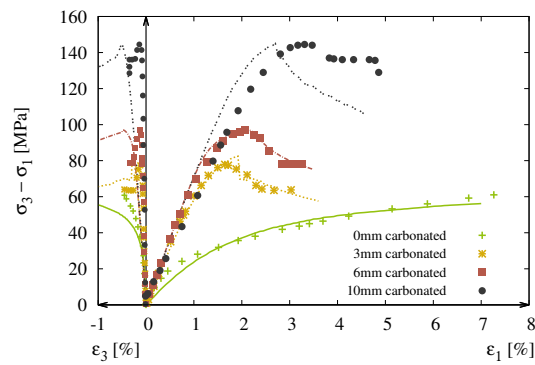 160
140
120
100
80
60
40
20
0
σ₃ − σ₁ [MPa]
0mm carbonated
3mm carbonated
6mm carbonated
10mm carbonated
-1 0 1 2 3 4 5 6 7 8
ε₃ [%] ε₁ [%]